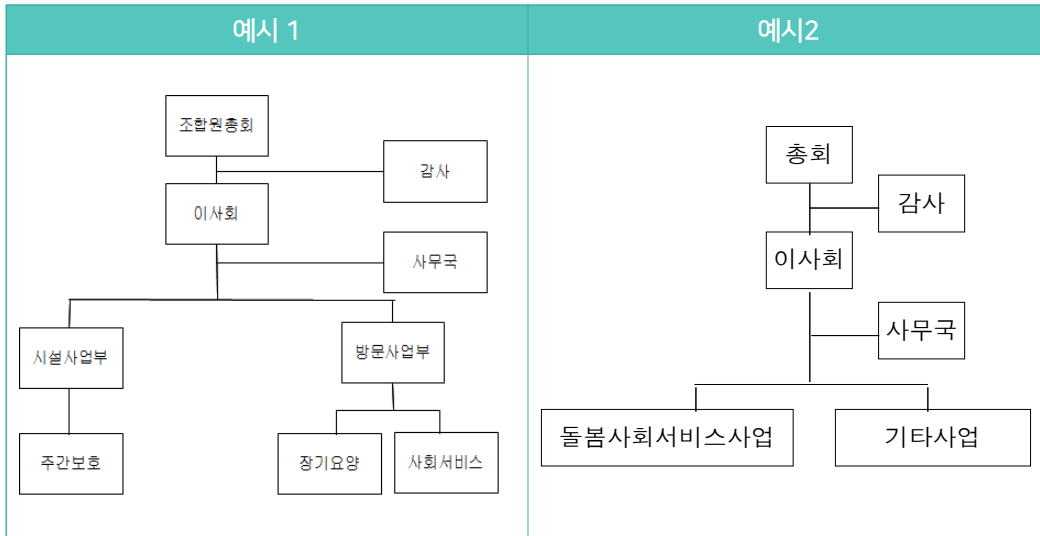 예시 1
조합원총회
감사
이사회
사무국
시설사업부
방문사업부
주간보호
장기요양
사회서비스
예시2
총회
감사
이사회
사무국
돌봄사회서비스사업
기타사업